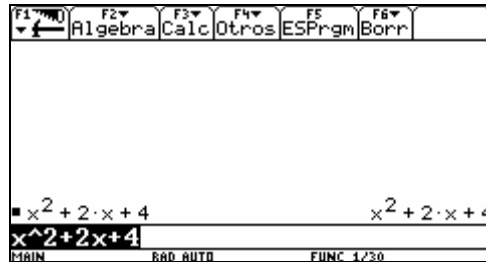 F1 F2 Algebra F3 Calc F4 Otros F5 ESPrgm F6 Borr
x² + 2·x + 4 x² + 2·x + 4
x^2+2x+4
MAIN RAD AUTO FUNC 1/30